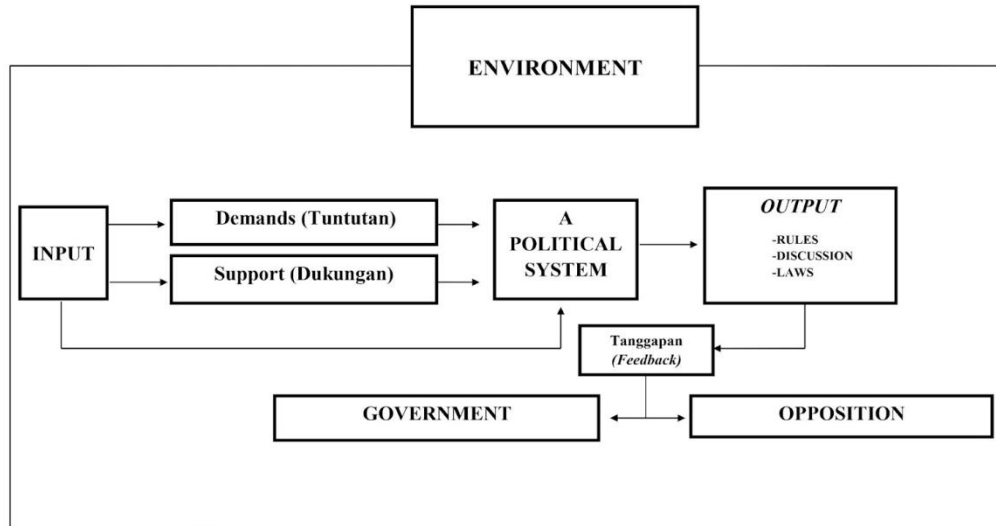 ENVIRONMENT
INPUT
Demands (Tuntutan)
Support (Dukungan)
A
POLITICAL
SYSTEM
OUTPUT
-RULES
-DISCUSSION
-LAWS
Tanggapan
(Feedback)
GOVERNMENT
OPPOSITION